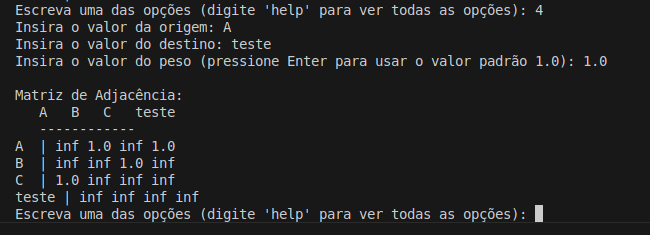 Escreva uma das opções (digite 'help' para ver todas as opções): 4
Insira o valor da origem: A
Insira o valor do destino: teste
Insira o valor do peso (pressione Enter para usar o valor padrão 1.0): 1.0

Matriz de Adjacência:
   A   B   C   teste
   ------------
A  | inf 1.0 inf 1.0
B  | inf inf 1.0 inf
C  | 1.0 inf inf inf
teste | inf inf inf inf
Escreva uma das opções (digite 'help' para ver todas as opções):